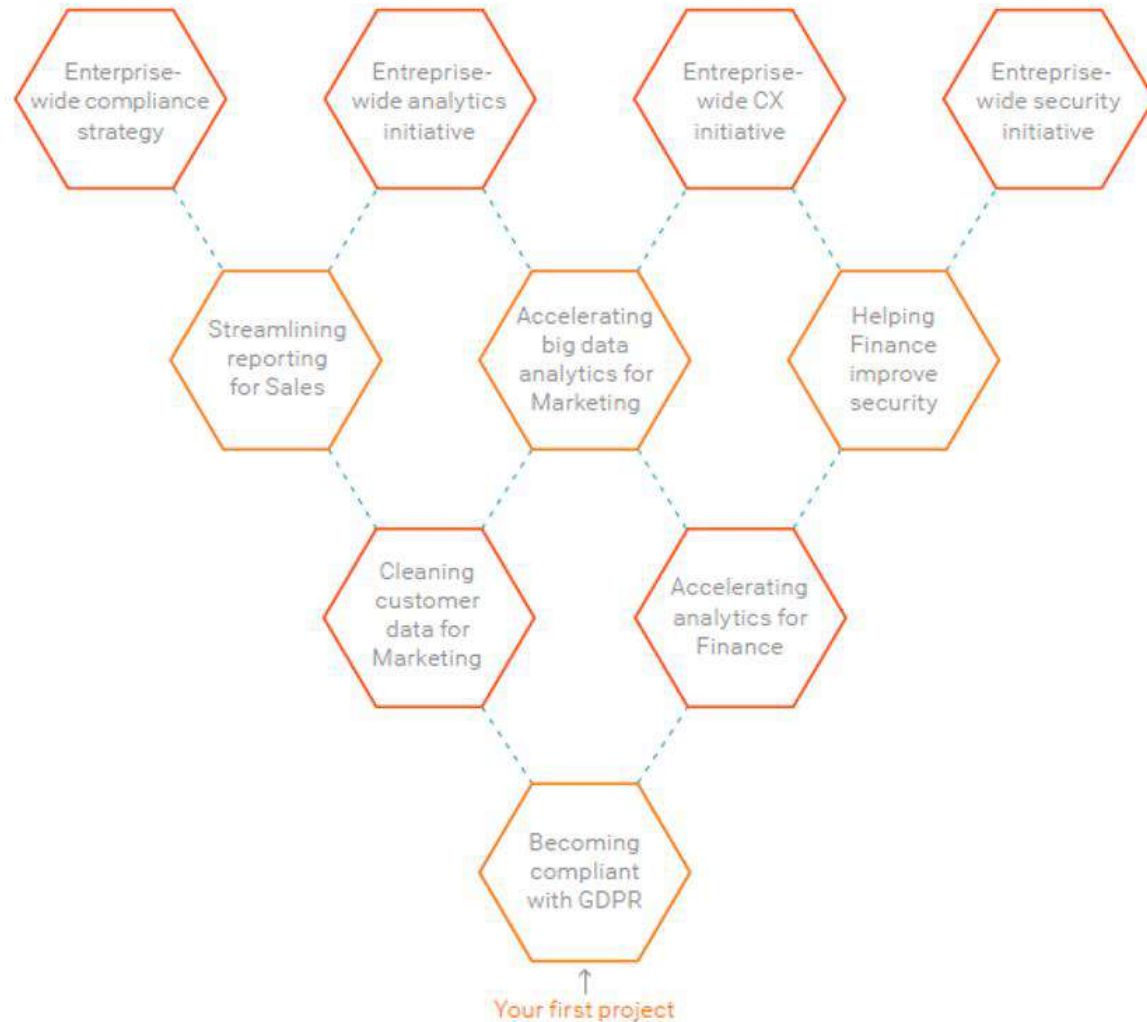 Enterprise-
wide compliance
strategy
Entreprise-
wide analytics
initiative
Entreprise-
wide CX
initiative
Entreprise-
wide security
initiative
Streamlining
reporting
for Sales
Accelerating
big data
analytics for
Marketing
Helping
Finance
improve
security
Cleaning
customer
data for
Marketing
Accelerating
analytics for
Finance
Becoming
compliant
with GDPR
Your first project